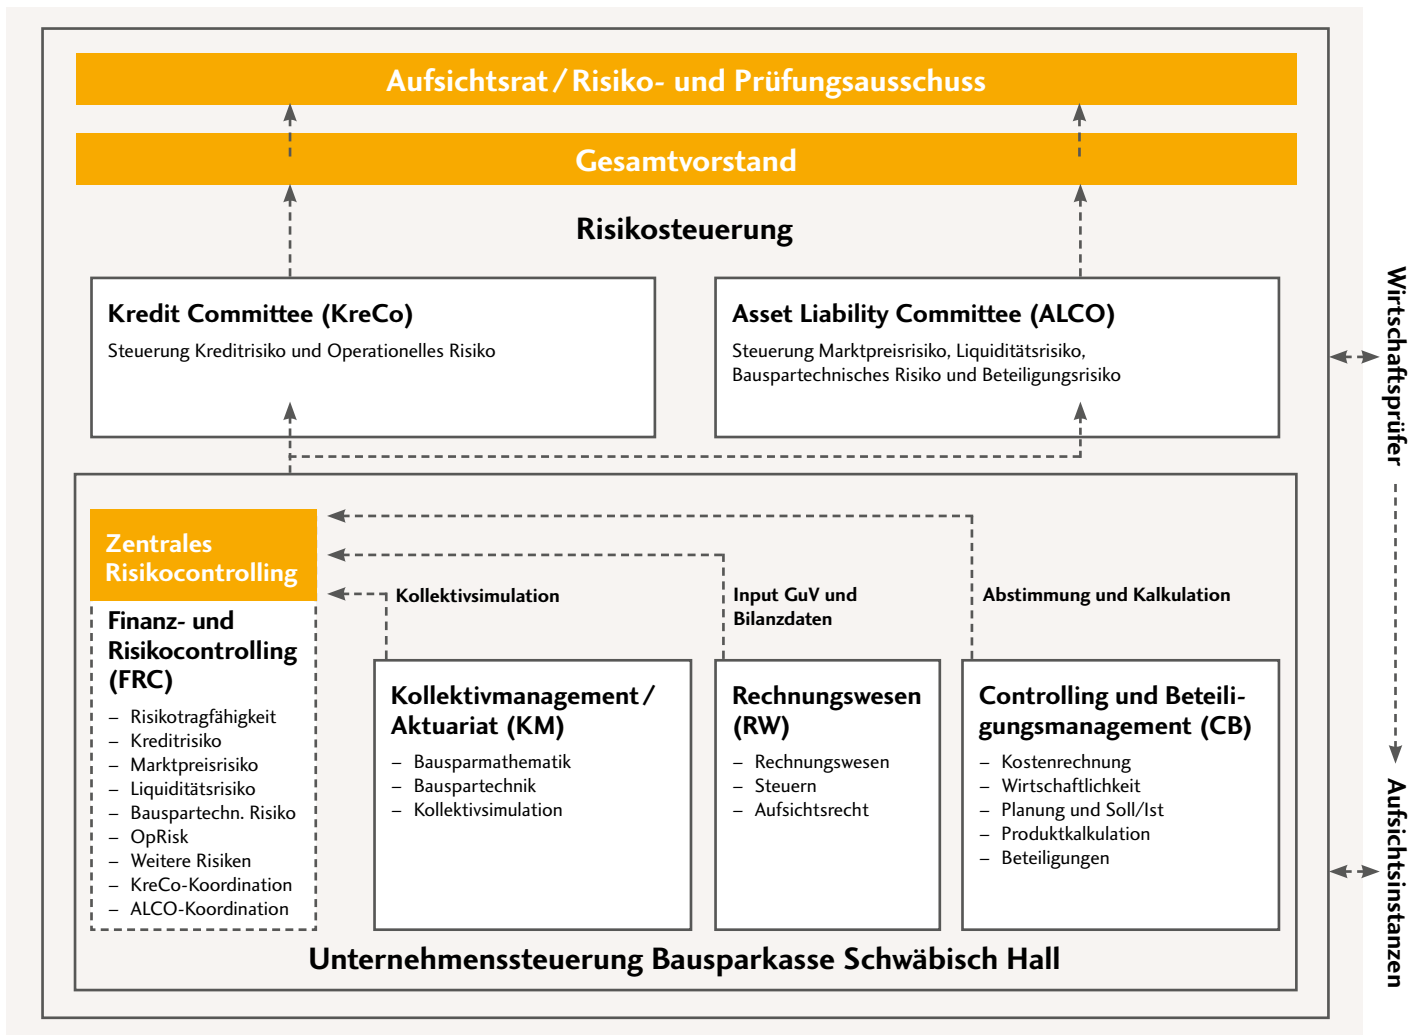 Aufsichtsrat / Risiko- und Prüfungsausschuss
Gesamtvorstand
Risikosteuerung
Kredit Committee (KreCo)
Steuerung Kreditrisiko und Operationelles Risiko
Asset Liability Committee (ALCO)
Steuerung Marktpreisrisiko, Liquiditätsrisiko,
Bauspartechnisches Risiko und Beteiligungsrisiko
Zentrales
Risikocontrolling
Finanz- und
Risikocontrolling
(FRC)
– Risikotragfähigkeit
– Kreditrisiko
– Marktpreisrisiko
– Liquiditätsrisiko
– Bauspartechn. Risiko
– OpRisk
– Weitere Risiken
– KreCo-Koordination
– ALCO-Koordination
Kollektivsimulation
Kollektivmanagement /
Aktuariat (KM)
– Bausparmathematik
– Bauspartechnik
– Kollektivsimulation
Input GuV und
Bilanzdaten
Rechnungswesen
(RW)
– Rechnungswesen
– Steuern
– Aufsichtsrecht
Abstimmung und Kalkulation
Controlling und Beteili-
gungsmanagement (CB)
– Kostenrechnung
– Wirtschaftlichkeit
– Planung und Soll/Ist
– Produktkalkulation
– Beteiligungen
Unternehmenssteuerung Bausparkasse Schwäbisch Hall
Wirtschaftsprüfer
Aufsichtsinstanzen